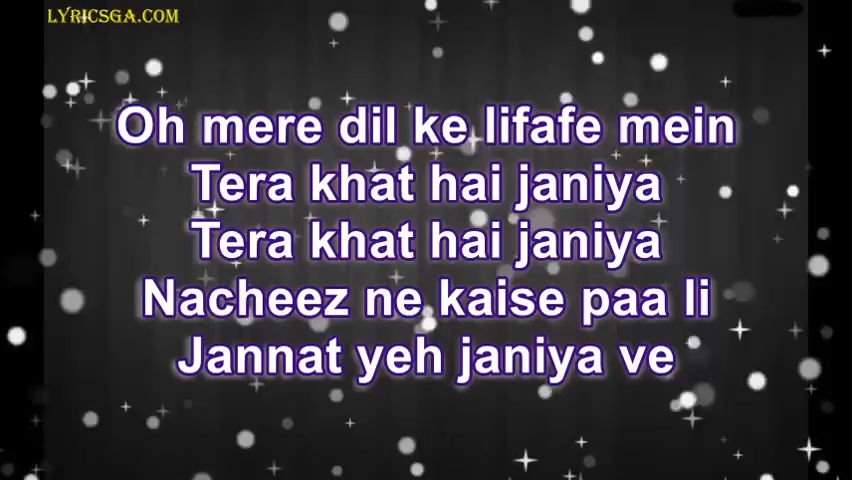 LYRICSGA.COM
Oh mere dil ke lifafe mein
Tera khat hai janiya
Tera khat hai janiya
Nacheez ne kaise paa li
Jannat yeh janiya ve